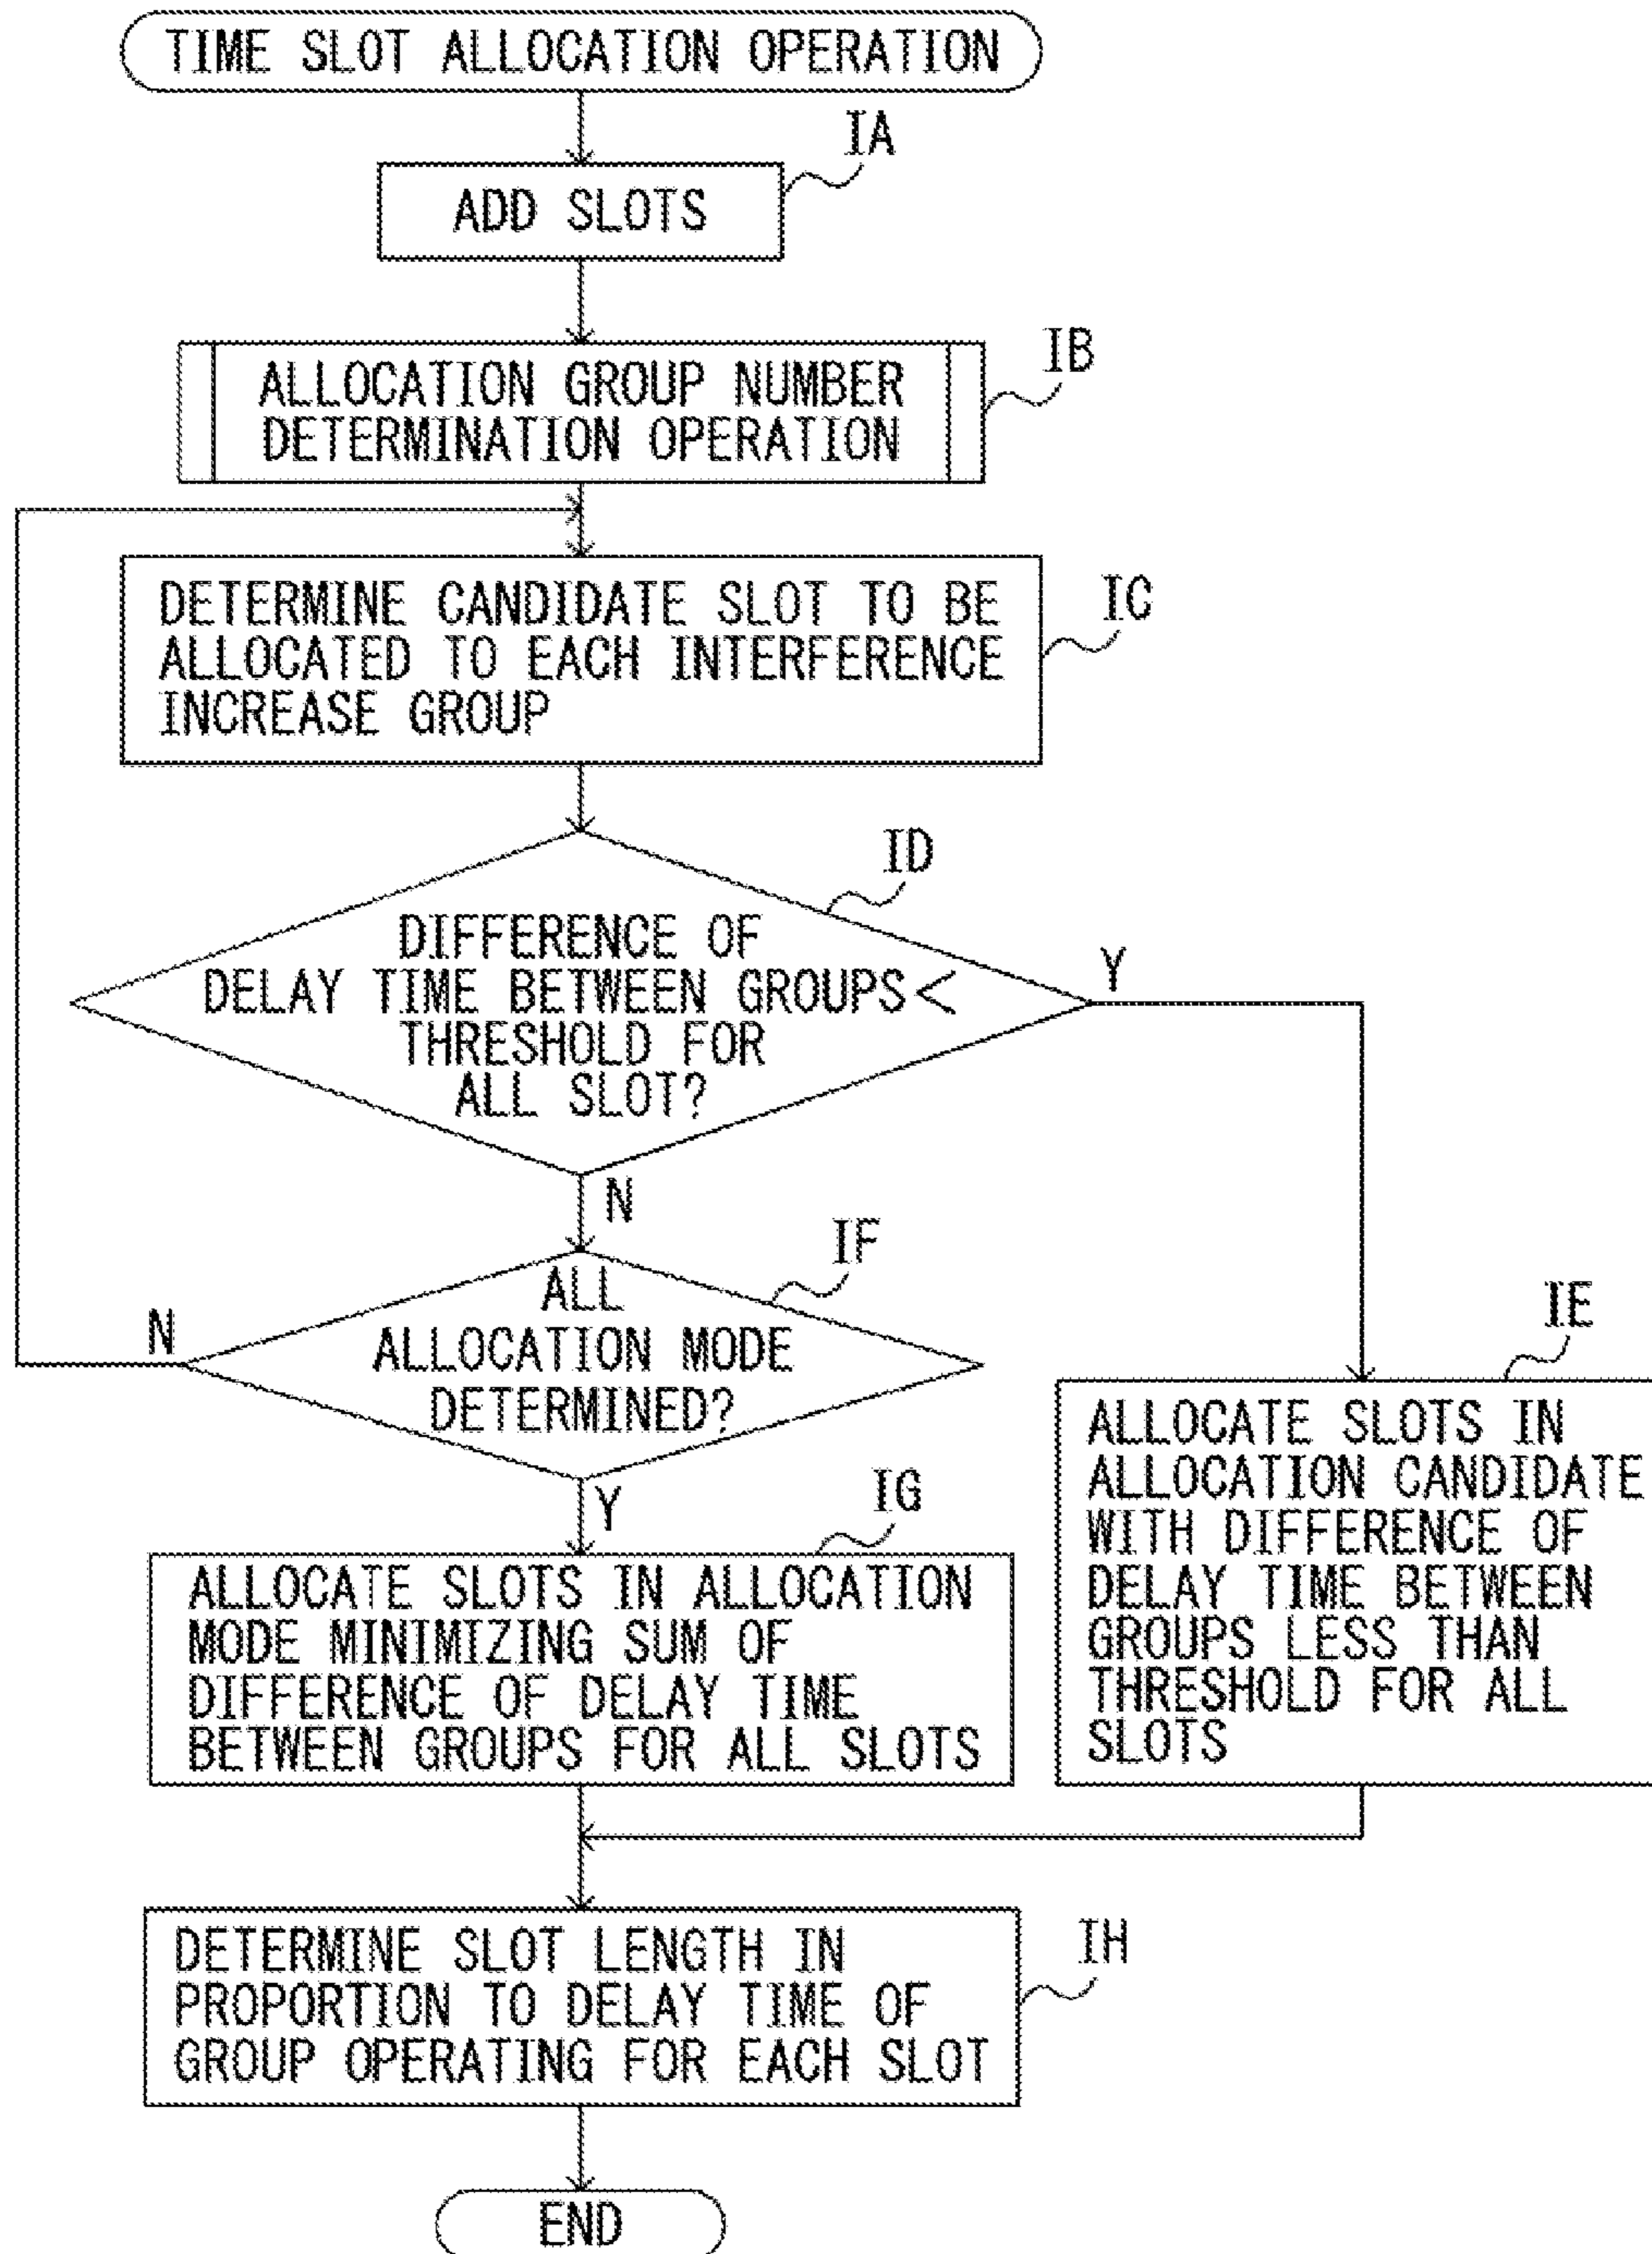 TIME SLOT ALLOCATION OPERATION
IA
ADD SLOTS
IB
ALLOCATION GROUP NUMBER
DETERMINATION OPERATION
IC
DETERMINE CANDIDATE SLOT TO BE
ALLOCATED TO EACH INTERFERENCE
INCREASE GROUP
ID
DIFFERENCE OF
DELAY TIME BETWEEN GROUPS<
THRESHOLD FOR
ALL SLOT?
Y
N
IF
ALL
ALLOCATION MODE
DETERMINED?
N
Y
IE
ALLOCATE SLOTS IN
ALLOCATION CANDIDATE
WITH DIFFERENCE OF
DELAY TIME BETWEEN
GROUPS LESS THAN
THRESHOLD FOR ALL
SLOTS
IG
ALLOCATE SLOTS IN ALLOCATION
MODE MINIMIZING SUM OF
DIFFERENCE OF DELAY TIME
BETWEEN GROUPS FOR ALL SLOTS
IH
DETERMINE SLOT LENGTH IN
PROPORTION TO DELAY TIME OF
GROUP OPERATING FOR EACH SLOT
END